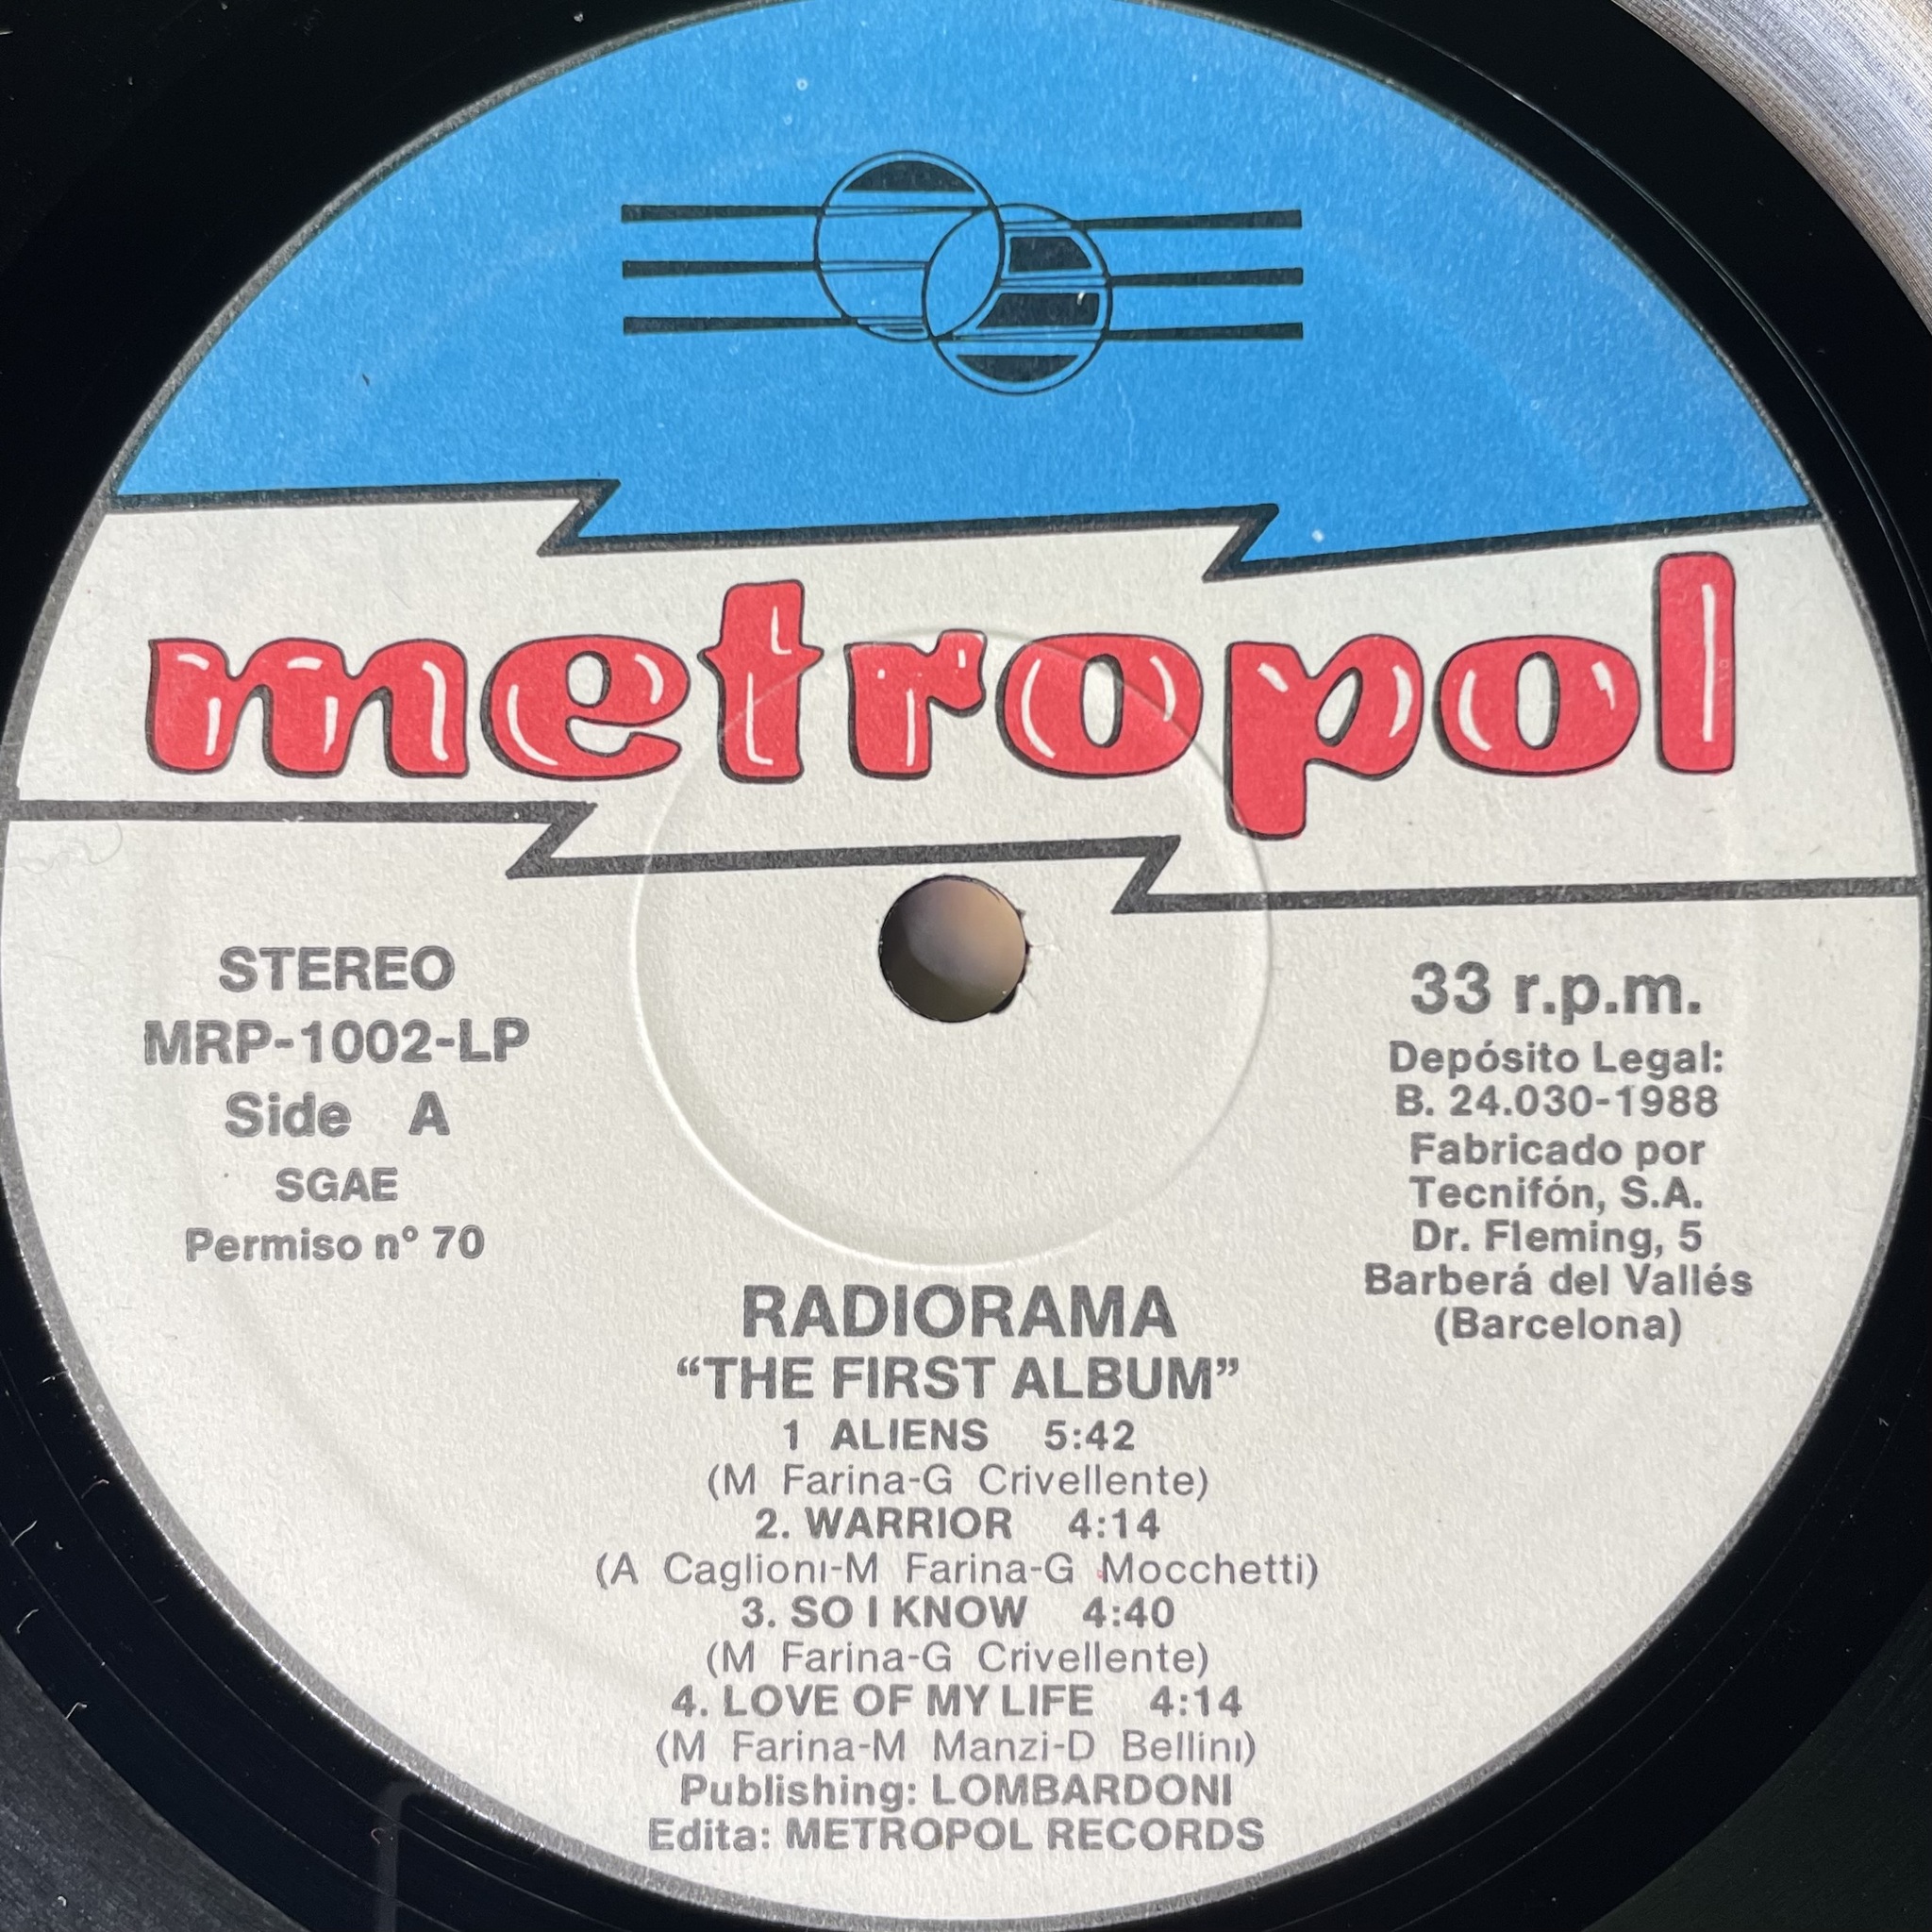 metropol
STEREO
MRP-1002-LP
Side A
SGAE
Permiso n° 70
33 r.p.m.
Depósito Legal:
B. 24.030-1988
Fabricado por
Tecnifón, S.A.
Dr. Fleming, 5
Barberá del Vallés
(Barcelona)
RADIORAMA
“THE FIRST ALBUM”
1 ALIENS 5:42
(M Farina-G Crivellente)
2. WARRIOR 4:14
(A Caglioni-M Farina-G Mocchetti)
3. SO I KNOW 4:40
(M Farina-G Crivellente)
4. LOVE OF MY LIFE 4:14
(M Farina-M Manzi-D Bellini)
Publishing: LOMBARDONI
Edita: METROPOL RECORDS